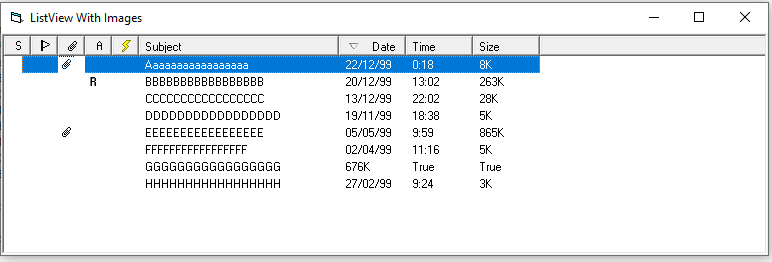 ListView With Images
S A Subject Date Time Size
Aaaaaaaaaaaaaaaaa 22/12/99 0:18 8K
R BBBBBBBBBBBBBBBBB 20/12/99 13:02 263K
CCCCCCCCCCCCCCCCC 13/12/99 22:02 28K
DDDDDDDDDDDDDDDDD 19/11/99 18:38 5K
EEEEEEEEEEEEEEEEE 05/05/99 9:59 865K
FFFFFFFFFFFFFFFFF 02/04/99 11:16 5K
GGGGGGGGGGGGGGGGG 676K True True
HHHHHHHHHHHHHHHHH 27/02/99 9:24 3K